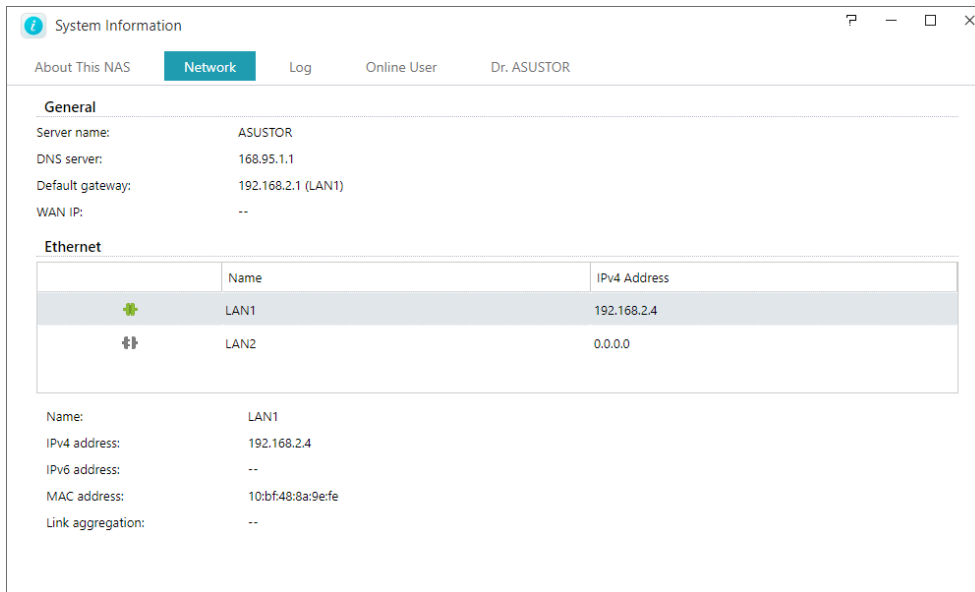 System Information
About This NAS Network Log Online User Dr. ASUSTOR
General
Server name: ASUSTOR
DNS server: 168.95.1.1
Default gateway: 192.168.2.1 (LAN1)
WAN IP: --
Ethernet
Name IPv4 Address
LAN1 192.168.2.4
LAN2 0.0.0.0
Name: LAN1
IPv4 address: 192.168.2.4
IPv6 address: --
MAC address: 10:bf:48:8a:9e:fe
Link aggregation: --